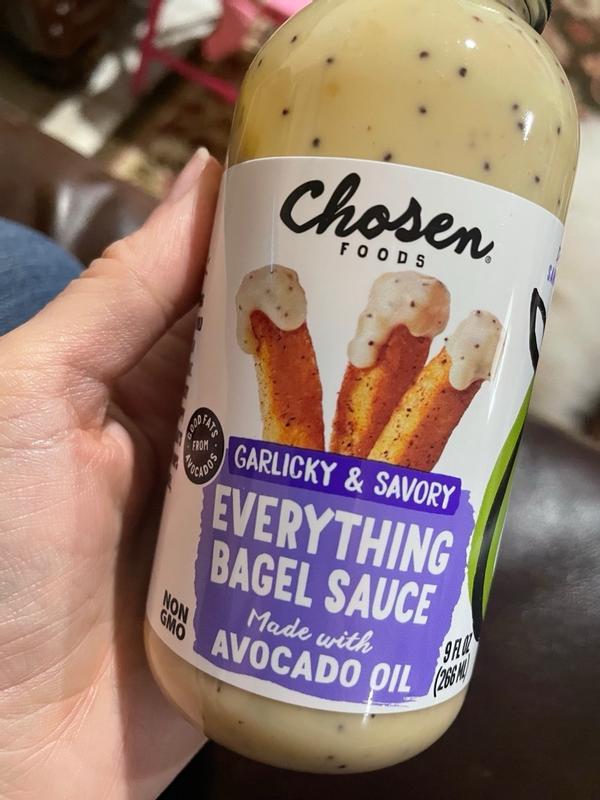 Chosen®
FOODS
GOOD FATS
FROM
AVOCADOS
GARLICKY & SAVORY
EVERYTHING
BAGEL SAUCE
Made with
AVOCADO OIL
NON
GMO
9 FL OZ
(266 ML)